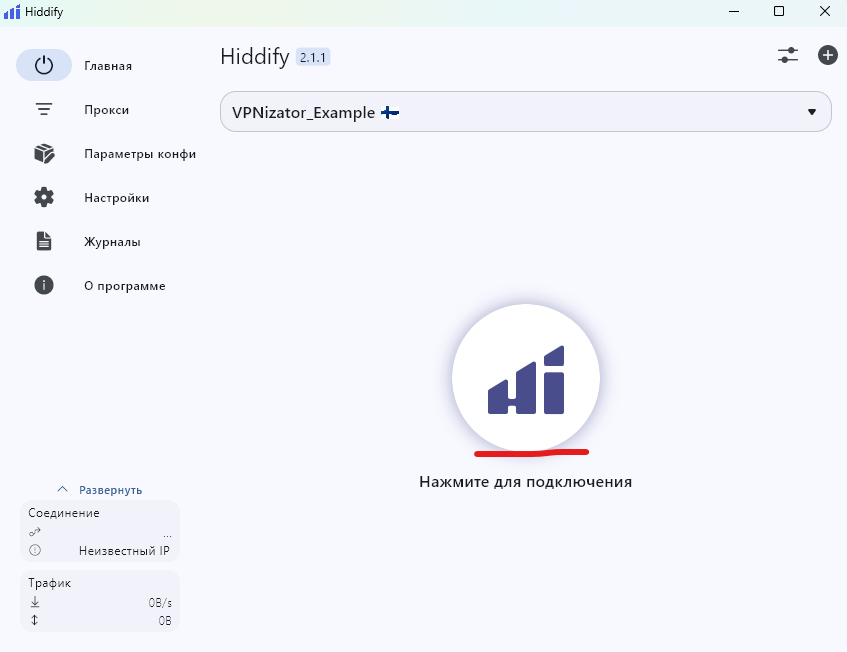 Hiddify
Главная
Прокси
Параметры конфи
Настройки
Журналы
О программе
Hiddify 2.1.1
VPNizator_Example
Нажмите для подключения
Развернуть
Соединение
...
Неизвестный IP
Трафик
0B/s
0B